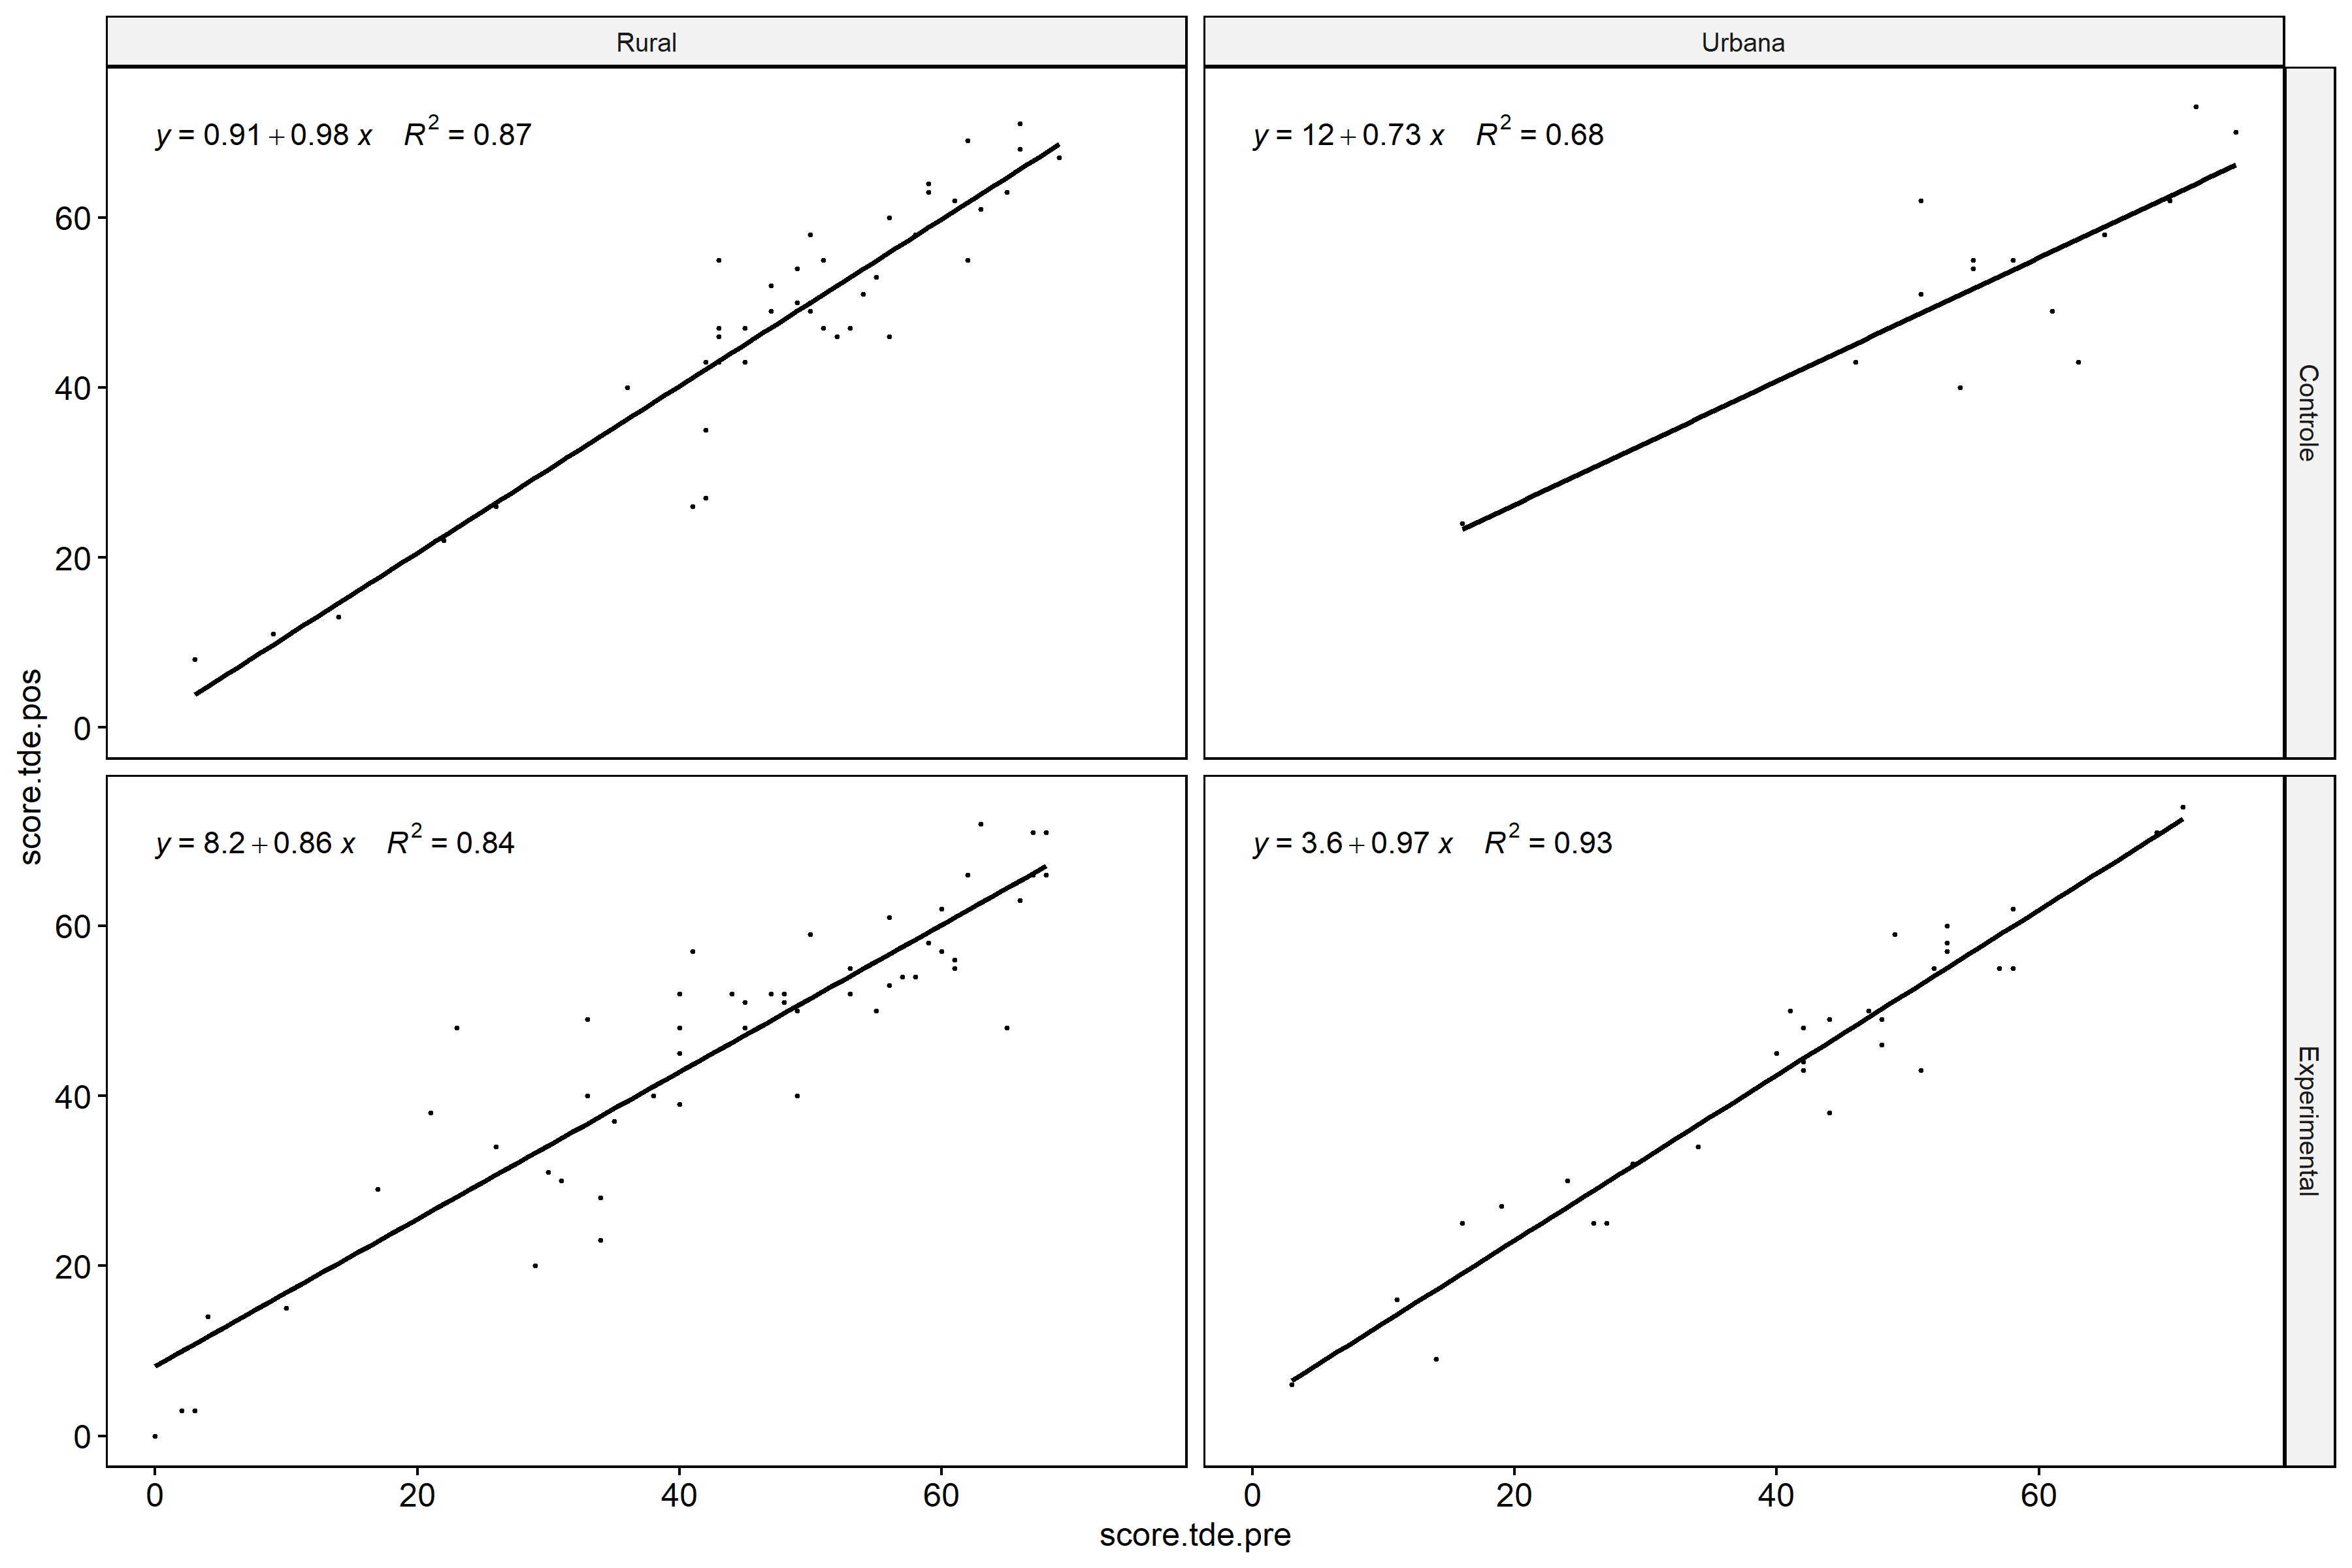 Rural
Urbana
y = 0.91 + 0.98 x R² = 0.87
y = 12 + 0.73 x R² = 0.68
60
40
20
0
Controle
score.tde.pos
y = 8.2 + 0.86 x R² = 0.84
y = 3.6 + 0.97 x R² = 0.93
60
40
20
0
Experimental
0 20 40 60
0 20 40 60
score.tde.pre